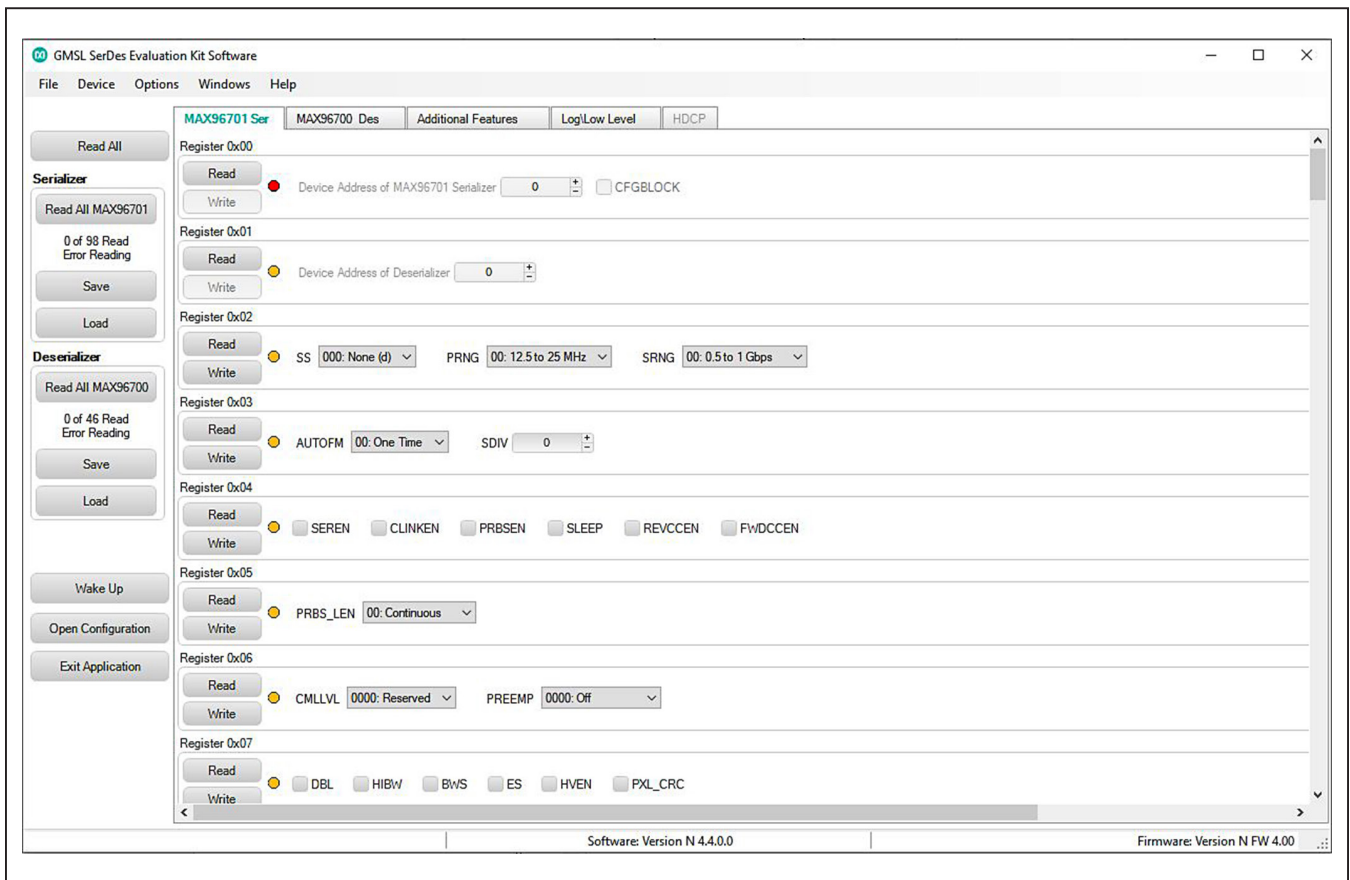 GMSL SerDes Evaluation Kit Software
File Device Options Windows Help
MAX96701 Ser MAX96700 Des Additional Features Log\Low Level HDCP
Read All
Serializer
Read All MAX96701
0 of 98 Read
Error Reading
Save
Load
Deserializer
Read All MAX96700
0 of 46 Read
Error Reading
Save
Load
Wake Up
Open Configuration
Exit Application
Register 0x00
Read
Write
Device Address of MAX96701 Serializer 0 CFGBLOCK
Register 0x01
Read
Write
Device Address of Deserializer 0
Register 0x02
Read
Write
SS 000: None (d) PRNG 00: 12.5 to 25 MHz SRNG 00: 0.5 to 1 Gbps
Register 0x03
Read
Write
AUTOFM 00: One Time SDIV 0
Register 0x04
Read
Write
SEREN CLINKEN PRBSEN SLEEP REVCCEN FWDCCEN
Register 0x05
Read
Write
PRBS_LEN 00: Continuous
Register 0x06
Read
Write
CMLLVL 0000: Reserved PREEMP 0000: Off
Register 0x07
Read
Write
DBL HIBW BWS ES HVEN PXL_CRC
Software: Version N 4.4.0.0
Firmware: Version N FW 4.00